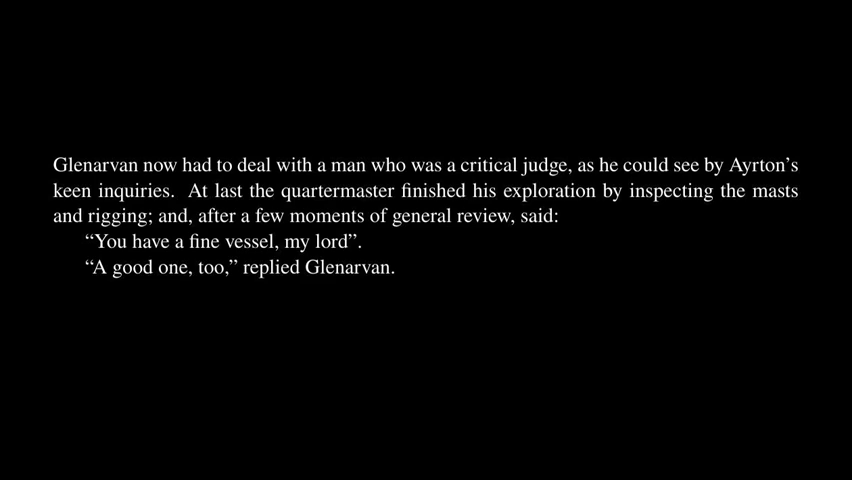 Glenarvan now had to deal with a man who was a critical judge, as he could see by Ayrton’s
keen inquiries. At last the quartermaster finished his exploration by inspecting the masts
and rigging; and, after a few moments of general review, said:
“You have a fine vessel, my lord”.
“A good one, too,” replied Glenarvan.